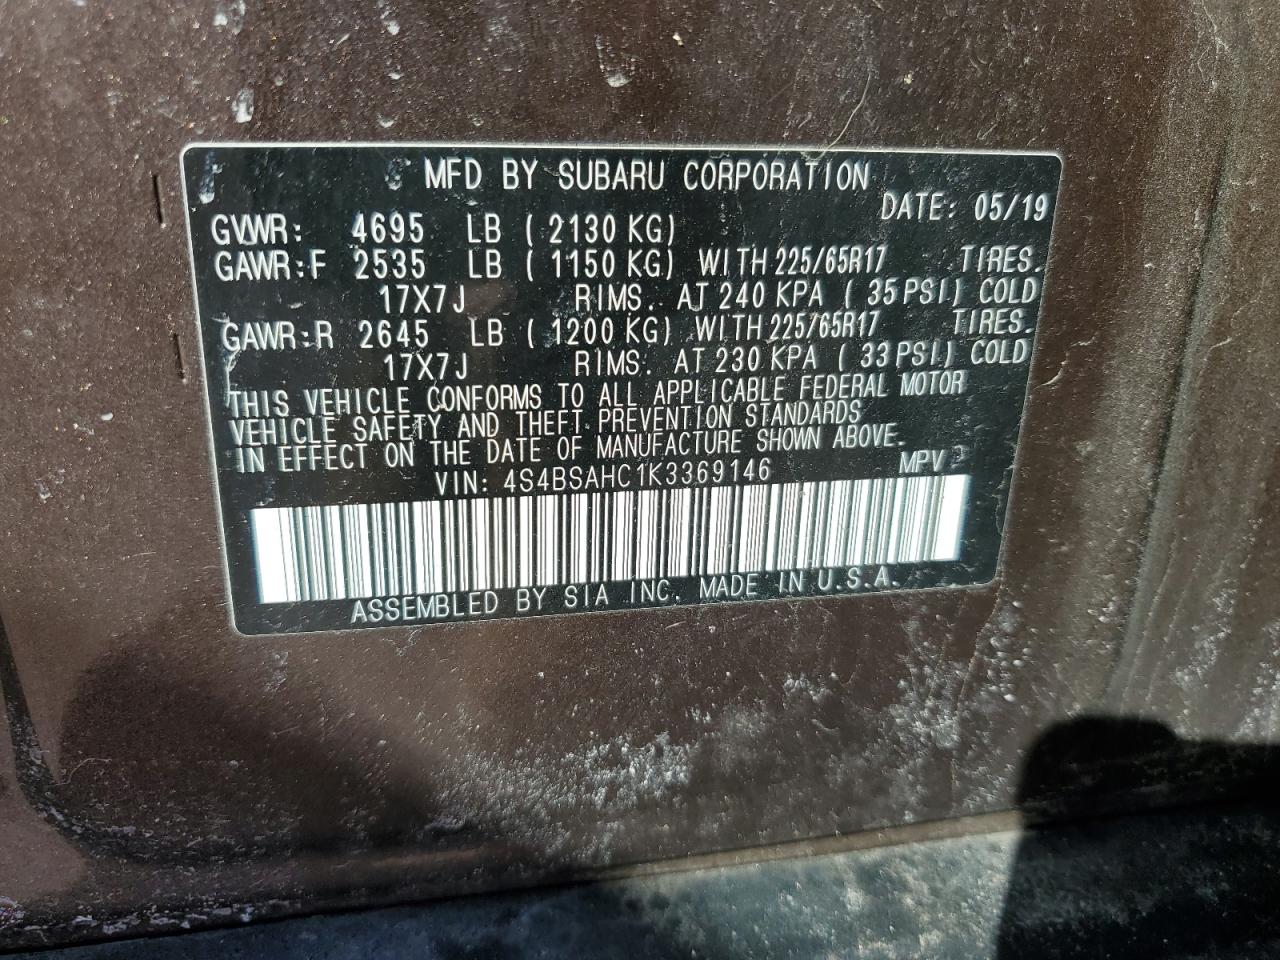 MFD BY SUBARU CORPORATION
DATE: 05/19
GVWR: 4695 LB ( 2130 KG)
GAWR:F 2535 LB ( 1150 KG) WITH 225/65R17 TIRES.
17X7J RIMS. AT 240 KPA ( 35 PSI) COLD
GAWR:R 2645 LB ( 1200 KG) WITH 225/65R17 TIRES.
17X7J RIMS. AT 230 KPA ( 33 PSI) COLD
THIS VEHICLE CONFORMS TO ALL APPLICABLE FEDERAL MOTOR
VEHICLE SAFETY AND THEFT PREVENTION STANDARDS
IN EFFECT ON THE DATE OF MANUFACTURE SHOWN ABOVE.
VIN: 4S4BSAHC1K3369146 MPV
ASSEMBLED BY SIA INC. MADE IN U.S.A.